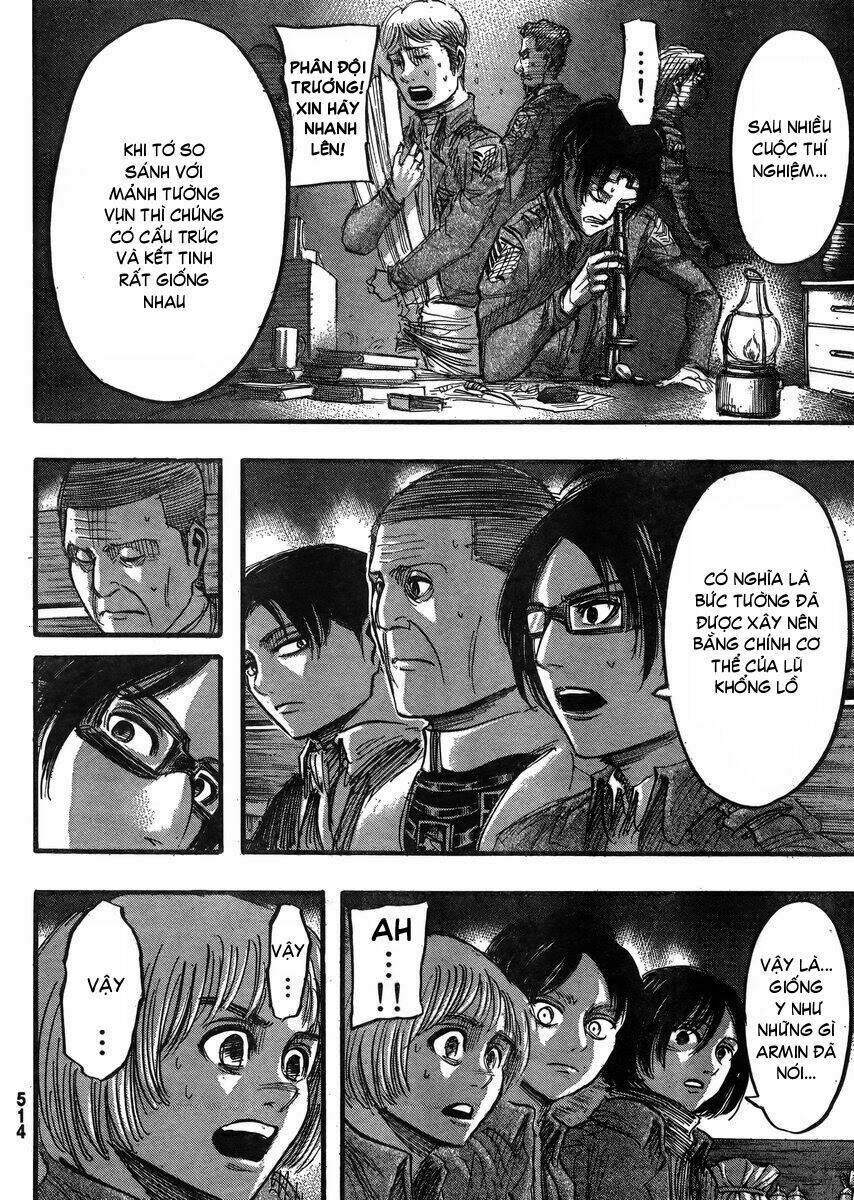 SAU NHIỀU
CUỘC THÍ
NGHIỆM...
...!
PHÂN ĐỘI
TRƯỞNG!
XIN HÃY
NHANH
LÊN!
KHI TỚ SO
SÁNH VỚI
MẢNH TƯỜNG
VỤN THÌ CHÚNG
CÓ CẤU TRÚC
VÀ KẾT TINH
RẤT GIỐNG
NHAU
CÓ NGHĨA LÀ
BỨC TƯỜNG ĐÃ
ĐƯỢC XÂY NÊN
BẰNG CHÍNH CƠ
THỂ CỦA LŨ
KHỔNG LỒ
VẬY LÀ...
GIỐNG
Y NHƯ
NHỮNG GÌ
ARMIN ĐÃ
NÓI...
AH
...!!
VẬY
...
VẬY
...
514